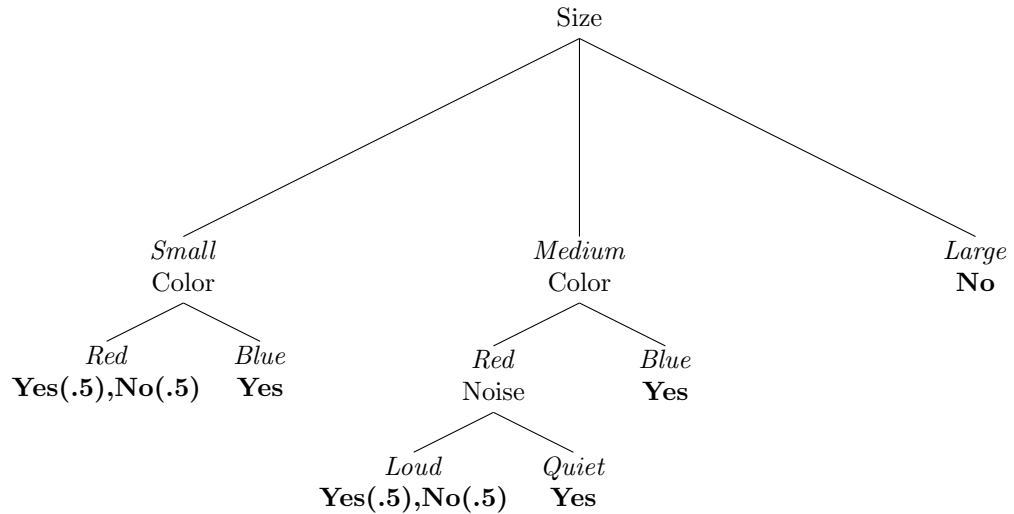 Size
Small Medium Large
Color Color No
Red Blue Red Blue
Yes(.5),No(.5) Yes Noise Yes
Loud Quiet
Yes(.5),No(.5) Yes